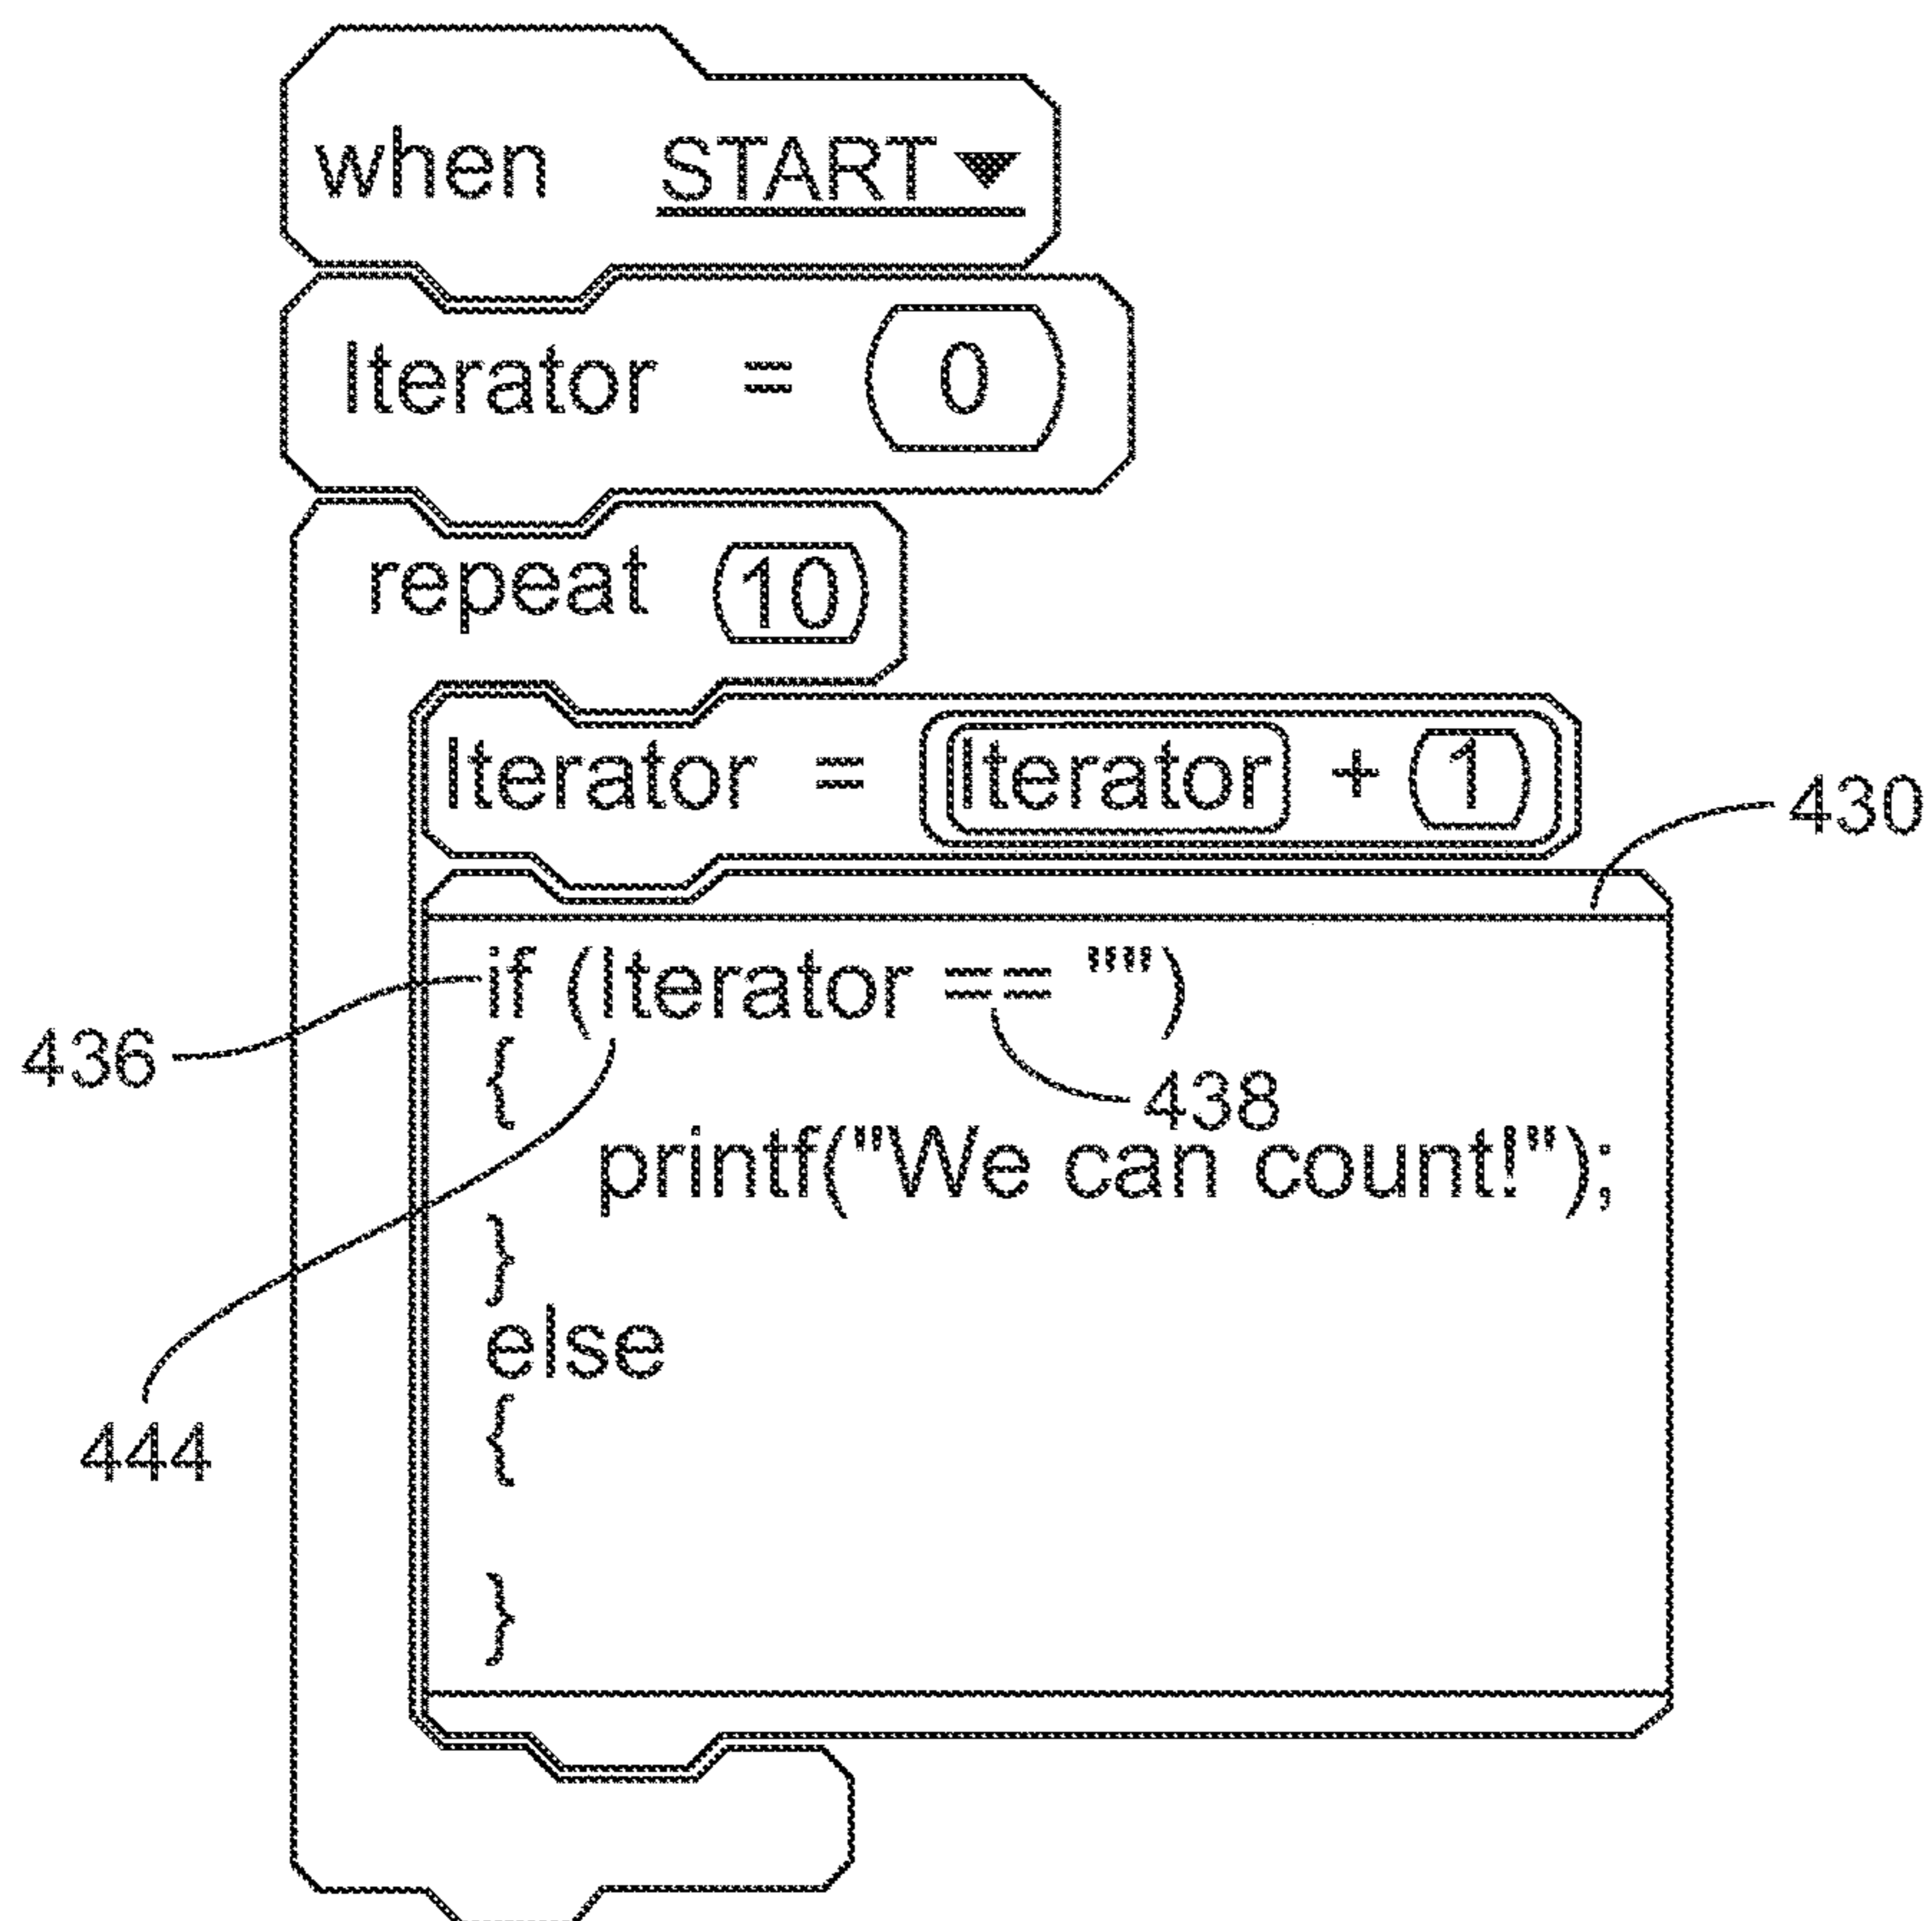 when START
Iterator = 0
repeat 10
Iterator = Iterator + 1
430
if (Iterator == "")
436
{
438
printf("We can count!");
}
else
444
{
}